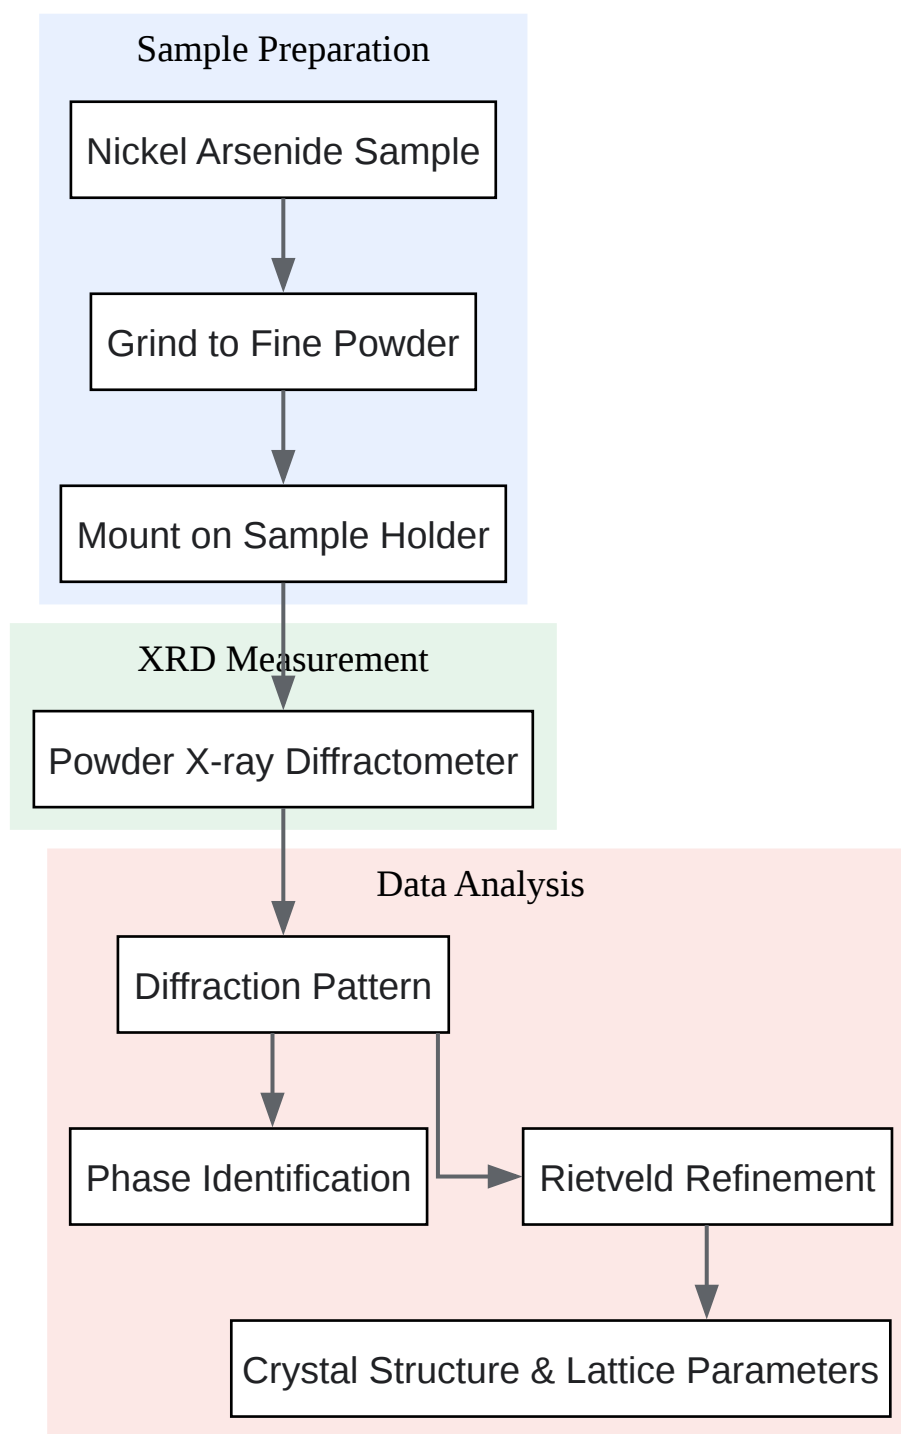 Sample Preparation
Nickel Arsenide Sample
Grind to Fine Powder
Mount on Sample Holder
XRD Measurement
Powder X-ray Diffractometer
Data Analysis
Diffraction Pattern
Phase Identification
Rietveld Refinement
Crystal Structure & Lattice Parameters